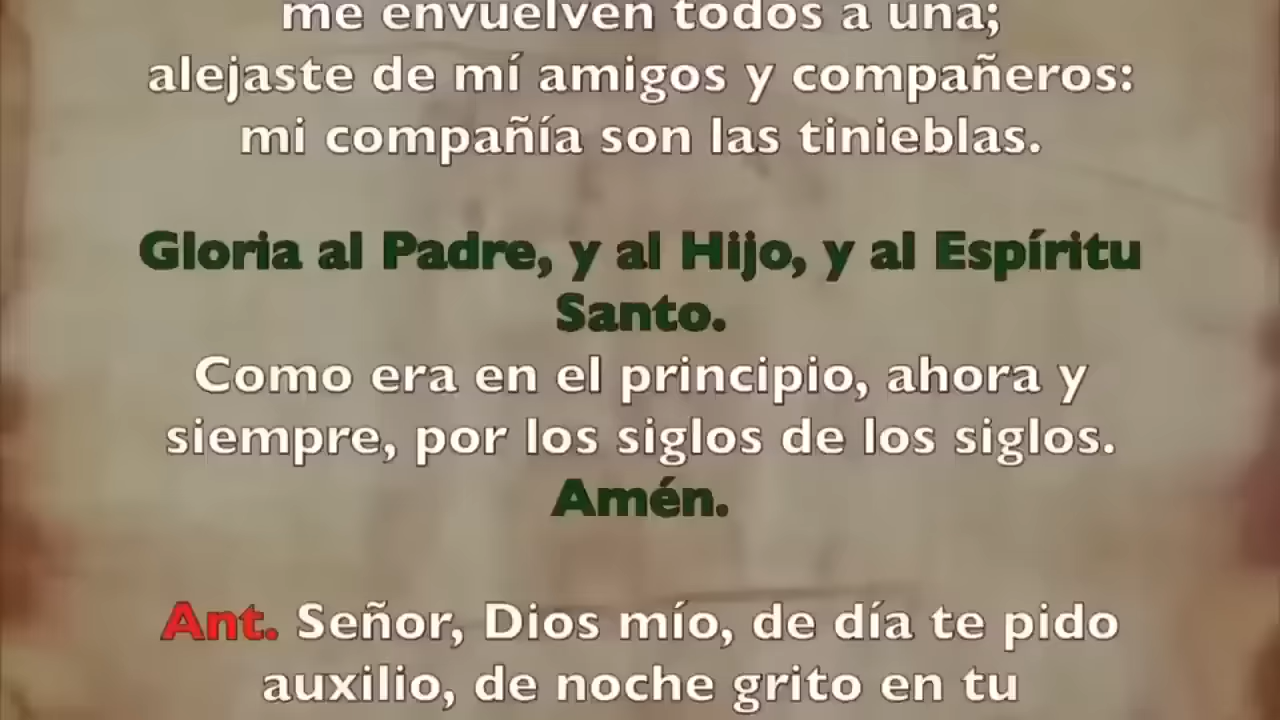 me envuelven todos a una;
alejaste de mí amigos y compañeros:
mi compañía son las tinieblas.
Gloria al Padre, y al Hijo, y al Espíritu
Santo.
Como era en el principio, ahora y
siempre, por los siglos de los siglos.
Amén.
Ant. Señor, Dios mío, de día te pido
auxilio, de noche grito en tu